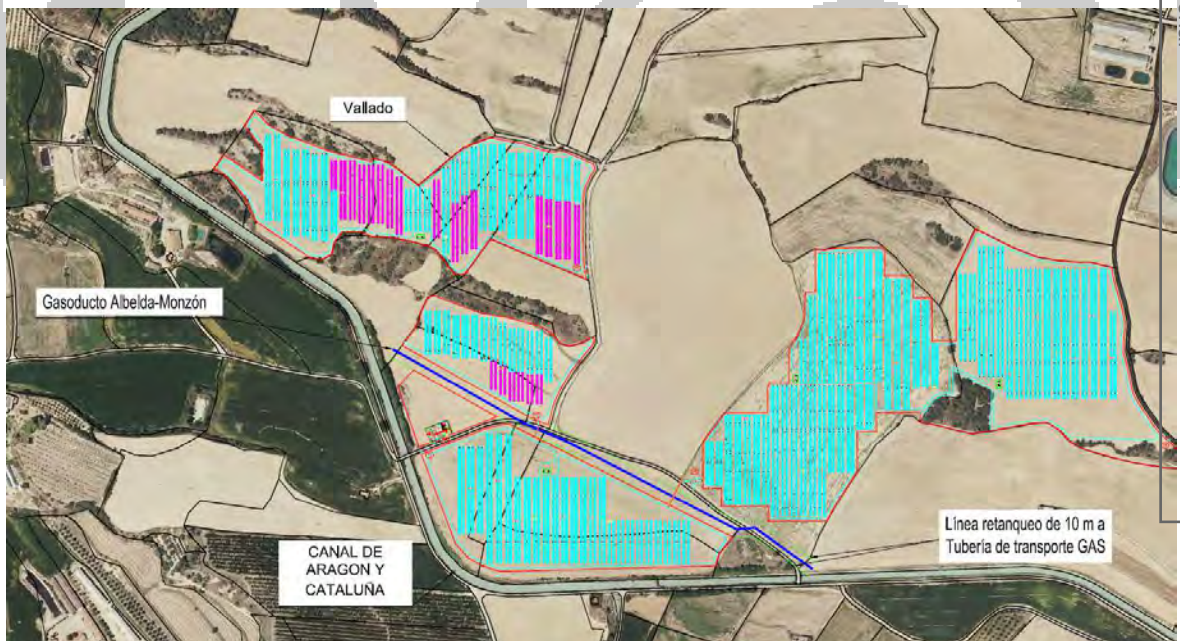 Vallado
Gasoducto Albelda-Monzón
CANAL DE
ARAGON Y
CATALUÑA
Línea retanqueo de 10 m a
Tubería de transporte GAS